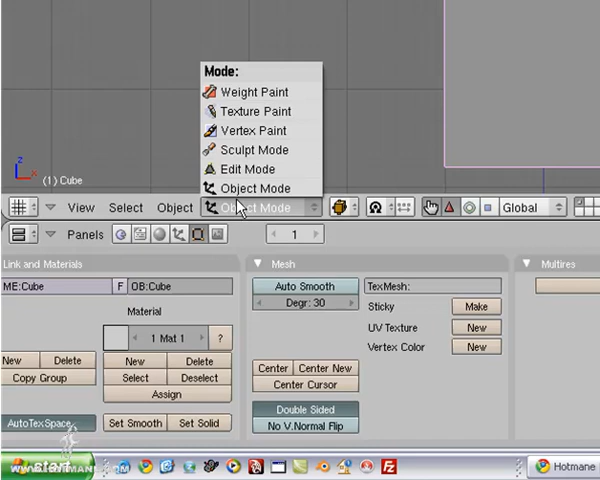 Mode:
Weight Paint
Texture Paint
Vertex Paint
Sculpt Mode
Edit Mode
Object Mode
z
x
(1) Cube
View Select Object Object Mode Global
Panels 1
Link and Materials Mesh Multires
ME:Cube F OB:Cube Auto Smooth TexMesh:
Material Degr: 30 Sticky Make
1 Mat 1 ? UV Texture New
Vertex Color New
New Delete New Delete Center Center New
Copy Group Select Deselect Center Cursor
Assign
Double Sided
AutoTexSpace Set Smooth Set Solid No V.Normal Flip
start Hotmane